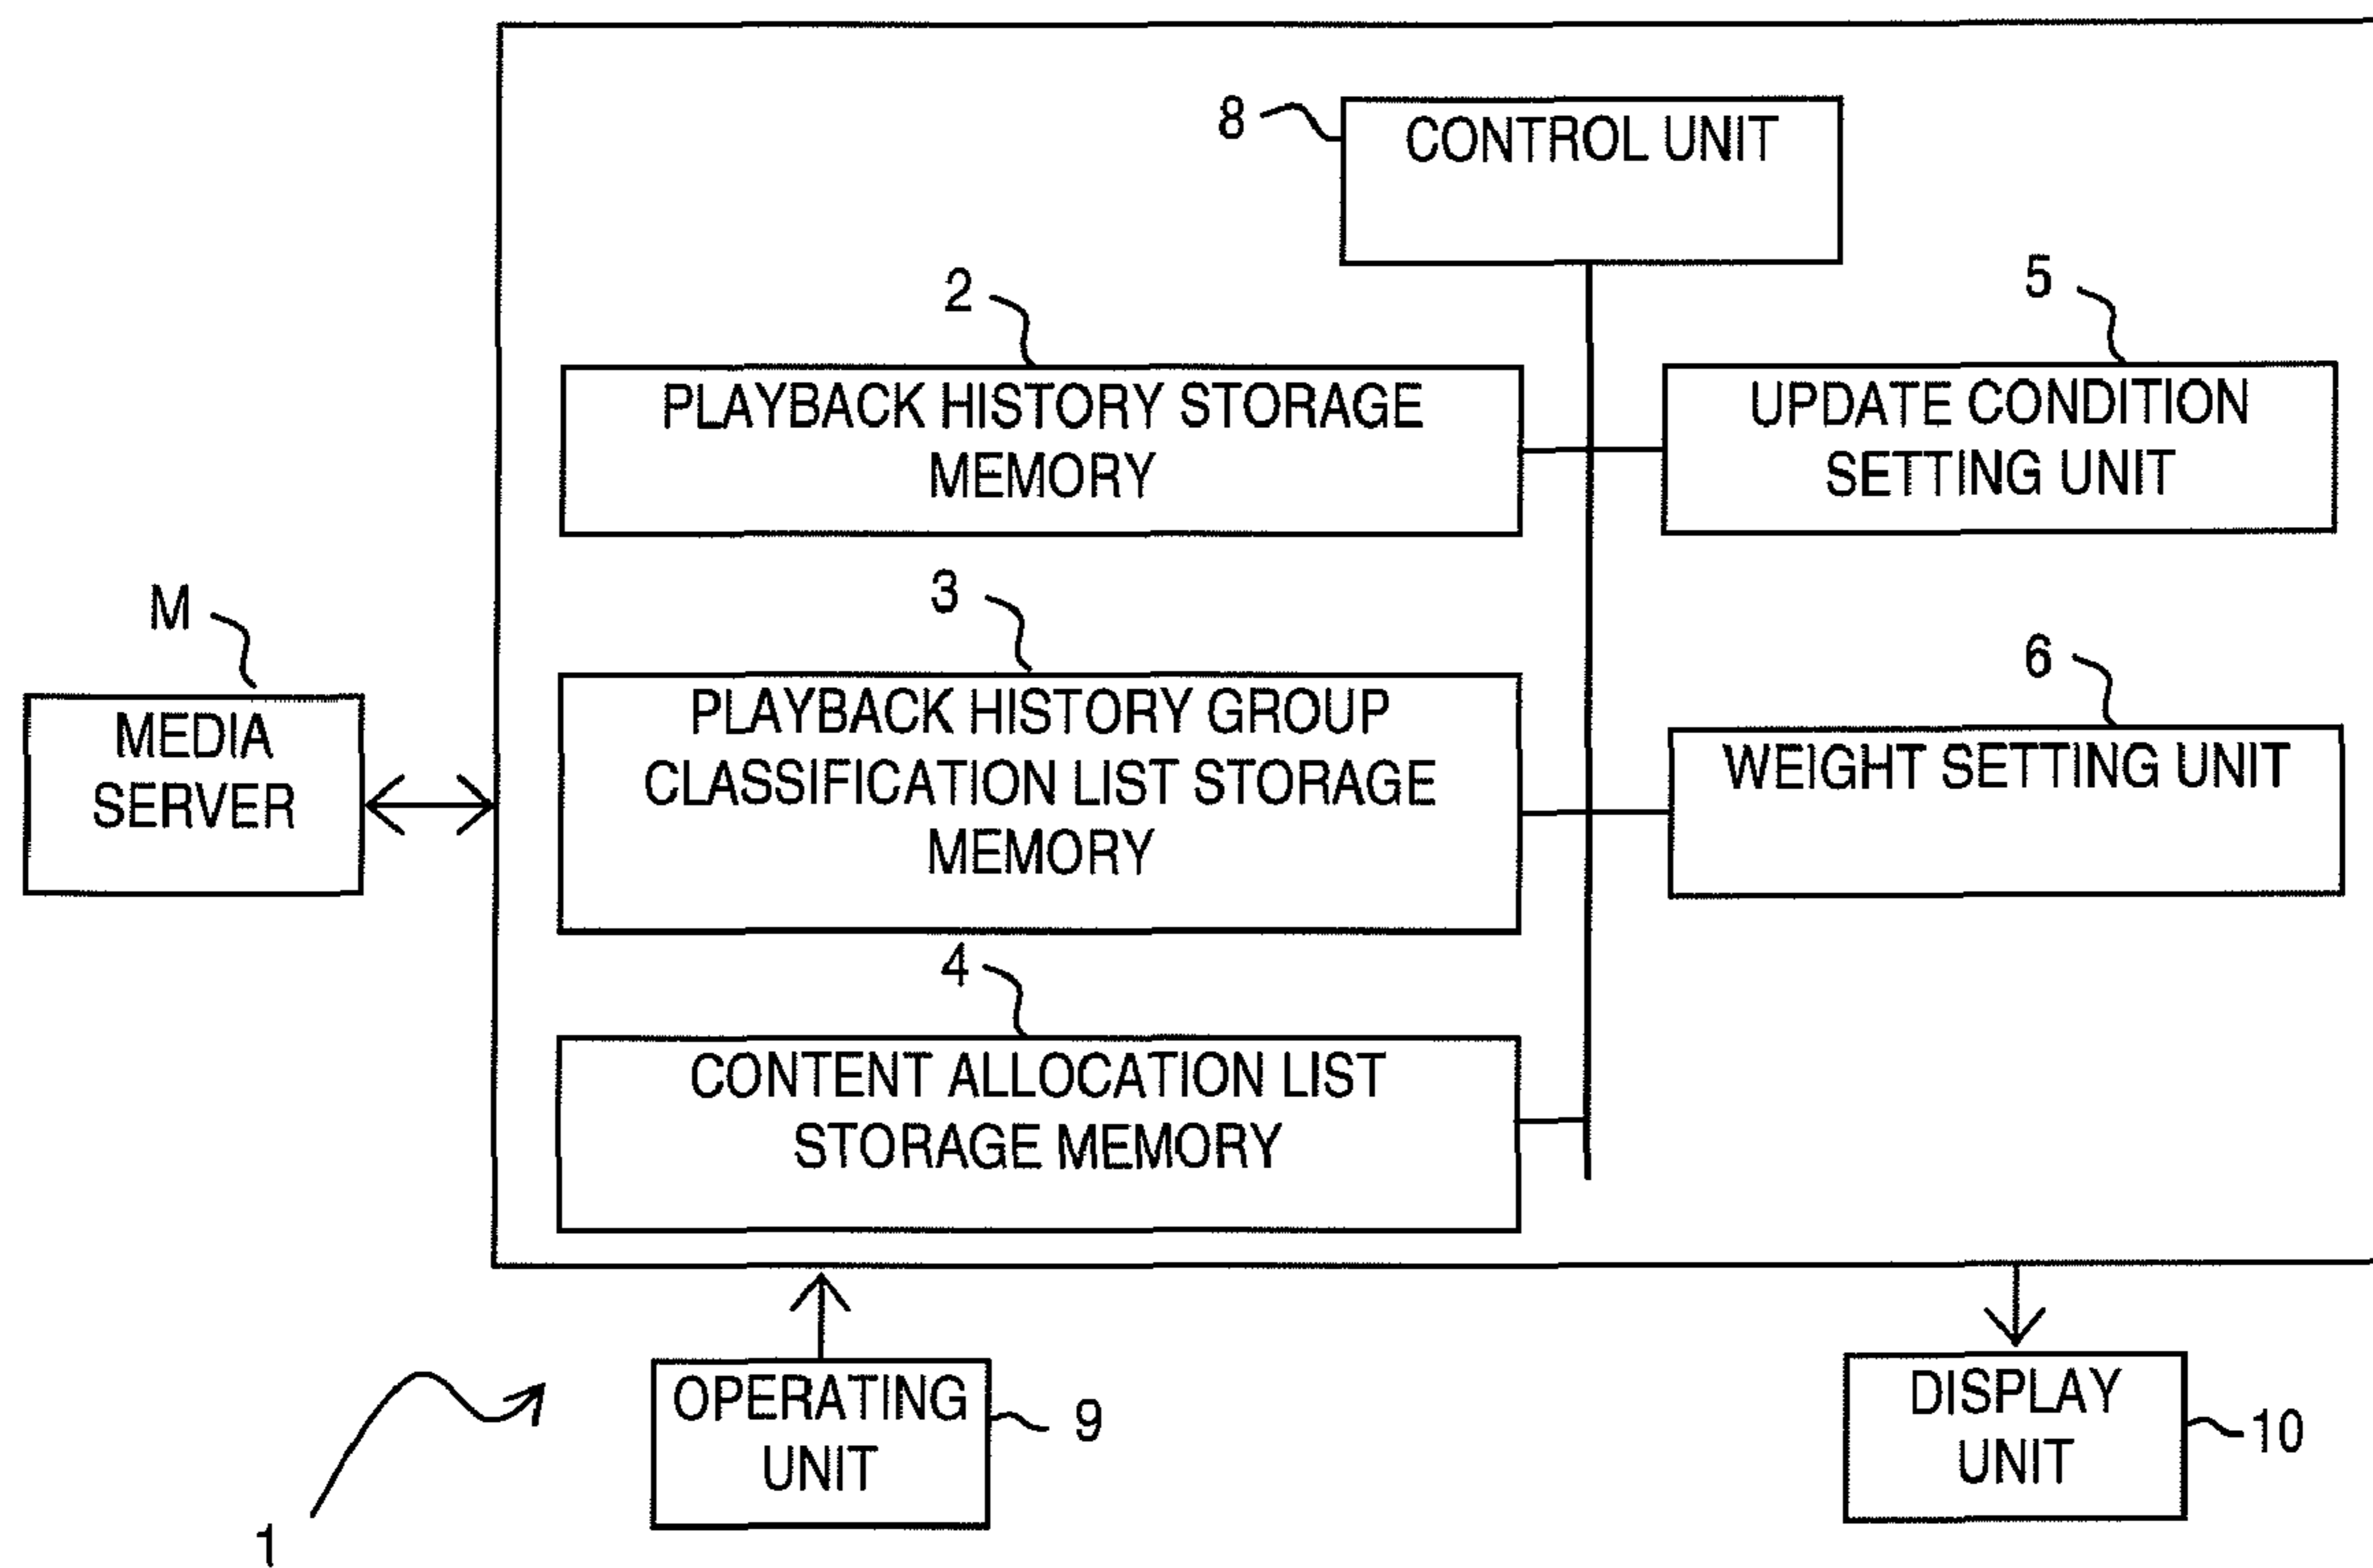 8
CONTROL UNIT
2
PLAYBACK HISTORY STORAGE
MEMORY
5
UPDATE CONDITION
SETTING UNIT
M
MEDIA
SERVER
3
PLAYBACK HISTORY GROUP
CLASSIFICATION LIST STORAGE
MEMORY
6
WEIGHT SETTING UNIT
4
CONTENT ALLOCATION LIST
STORAGE MEMORY
1
OPERATING
UNIT
9
DISPLAY
UNIT
10